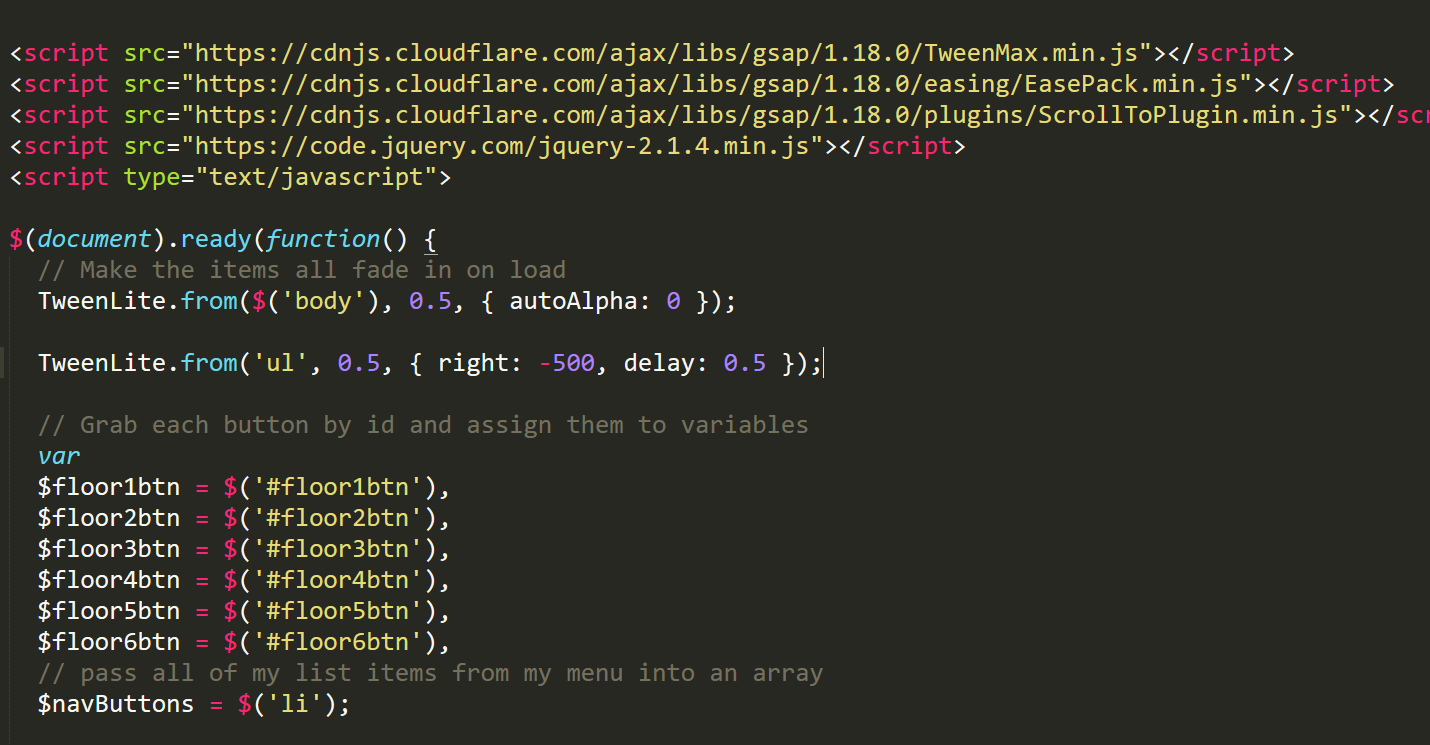 <script src="https://cdnjs.cloudflare.com/ajax/libs/gsap/1.18.0/TweenMax.min.js"></script>
<script src="https://cdnjs.cloudflare.com/ajax/libs/gsap/1.18.0/easing/EasePack.min.js"></script>
<script src="https://cdnjs.cloudflare.com/ajax/libs/gsap/1.18.0/plugins/ScrollToPlugin.min.js"></scr
<script src="https://code.jquery.com/jquery-2.1.4.min.js"></script>
<script type="text/javascript">
$(document).ready(function() {
// Make the items all fade in on load
TweenLite.from($('body'), 0.5, { autoAlpha: 0 });
TweenLite.from('ul', 0.5, { right: -500, delay: 0.5 });
// Grab each button by id and assign them to variables
var
$floor1btn = $('#floor1btn'),
$floor2btn = $('#floor2btn'),
$floor3btn = $('#floor3btn'),
$floor4btn = $('#floor4btn'),
$floor5btn = $('#floor5btn'),
$floor6btn = $('#floor6btn'),
// pass all of my list items from my menu into an array
$navButtons = $('li');